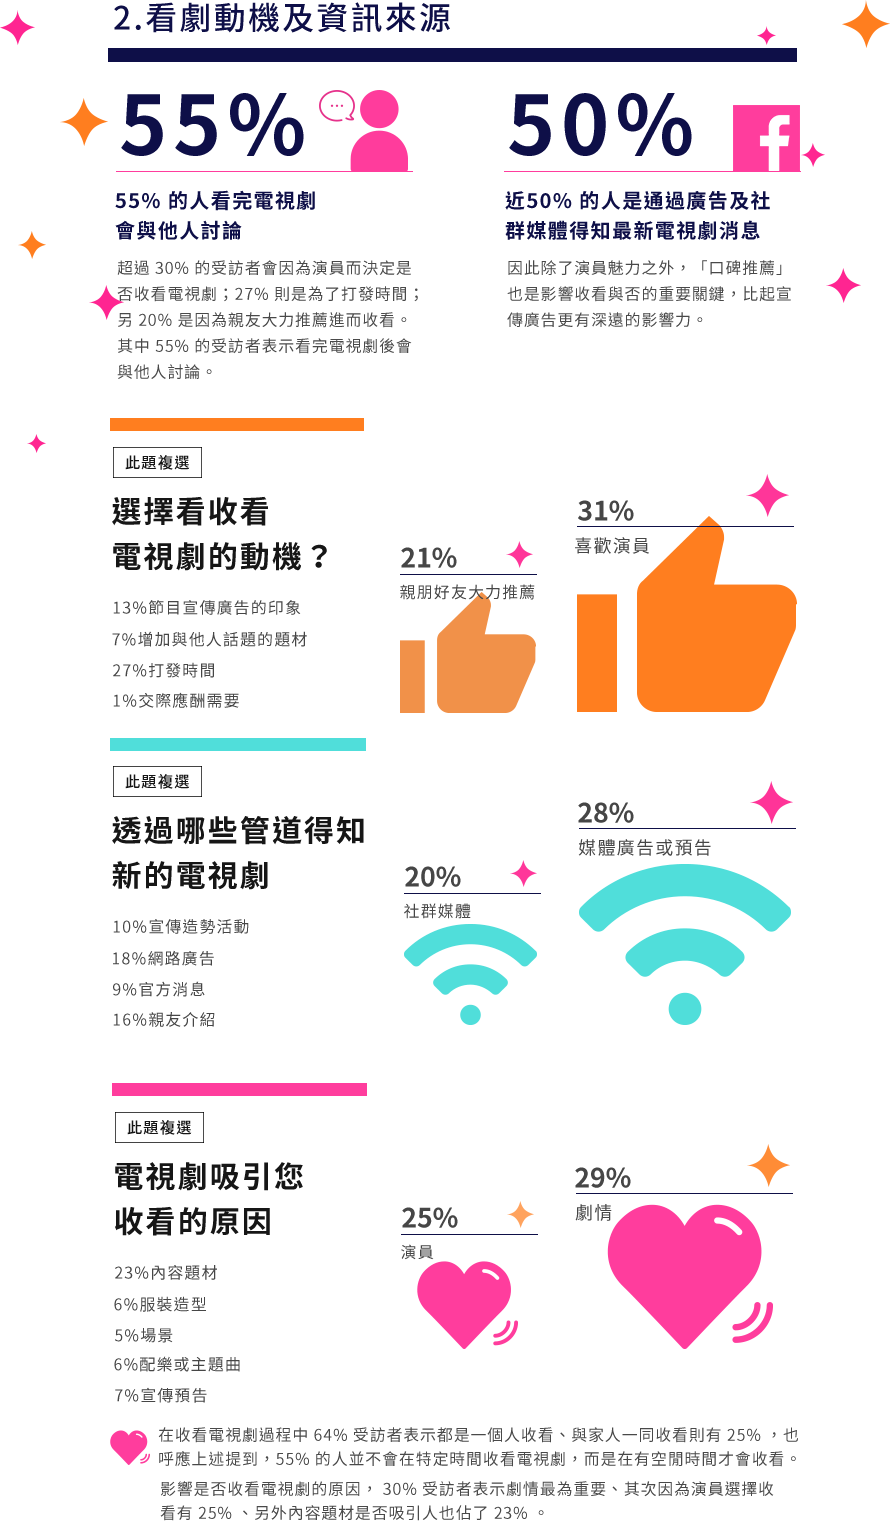 2.看劇動機及資訊來源
55%
55% 的人看完電視劇
會與他人討論
超過 30% 的受訪者會因為演員而決定是
否收看電視劇；27% 則是為了打發時間；
另 20% 是因為親友大力推薦進而收看。
其中 55% 的受訪者表示看完電視劇後會
與他人討論。
50%
近50% 的人是通過廣告及社
群媒體得知最新電視劇消息
因此除了演員魅力之外，「口碑推薦」
也是影響收看與否的重要關鍵，比起宣
傳廣告更有深遠的影響力。
此題複選
選擇看收看
電視劇的動機？
13%節目宣傳廣告的印象
7%增加與他人話題的題材
27%打發時間
1%交際應酬需要
21%
親朋好友大力推薦
31%
喜歡演員
此題複選
透過哪些管道得知
新的電視劇
10%宣傳造勢活動
18%網路廣告
9%官方消息
16%親友介紹
20%
社群媒體
28%
媒體廣告或預告
此題複選
電視劇吸引您
收看的原因
23%內容題材
6%服裝造型
5%場景
6%配樂或主題曲
7%宣傳預告
25%
演員
29%
劇情
在收看電視劇過程中 64% 受訪者表示都是一個人收看、與家人一同收看則有 25% ，也
呼應上述提到，55% 的人並不會在特定時間收看電視劇，而是在有空閒時間才會收看。
影響是否收看電視劇的原因， 30% 受訪者表示劇情最為重要、其次因為演員選擇收
看有 25% 、另外內容題材是否吸引人也佔了 23% 。